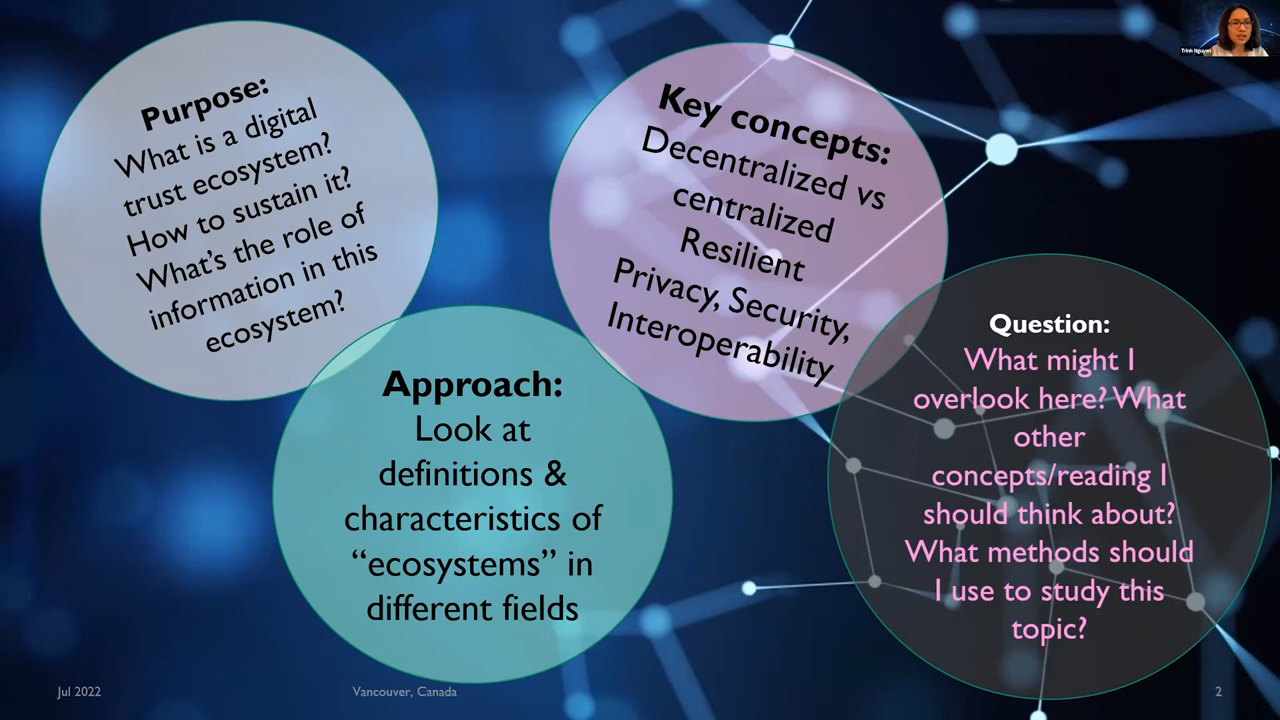 Purpose:
What is a digital
trust ecosystem?
How to sustain it?
What's the role of
information in this
ecosystem?
Approach:
Look at
definitions &
characteristics of
“ecosystems” in
different fields
Key concepts:
Decentralized vs
centralized
Resilient
Privacy, Security,
Interoperability
Question:
What might I
overlook here? What
other
concepts/reading I
should think about?
What methods should
I use to study this
topic?
Trinh Nguyen
Jul 2022
Vancouver, Canada
2